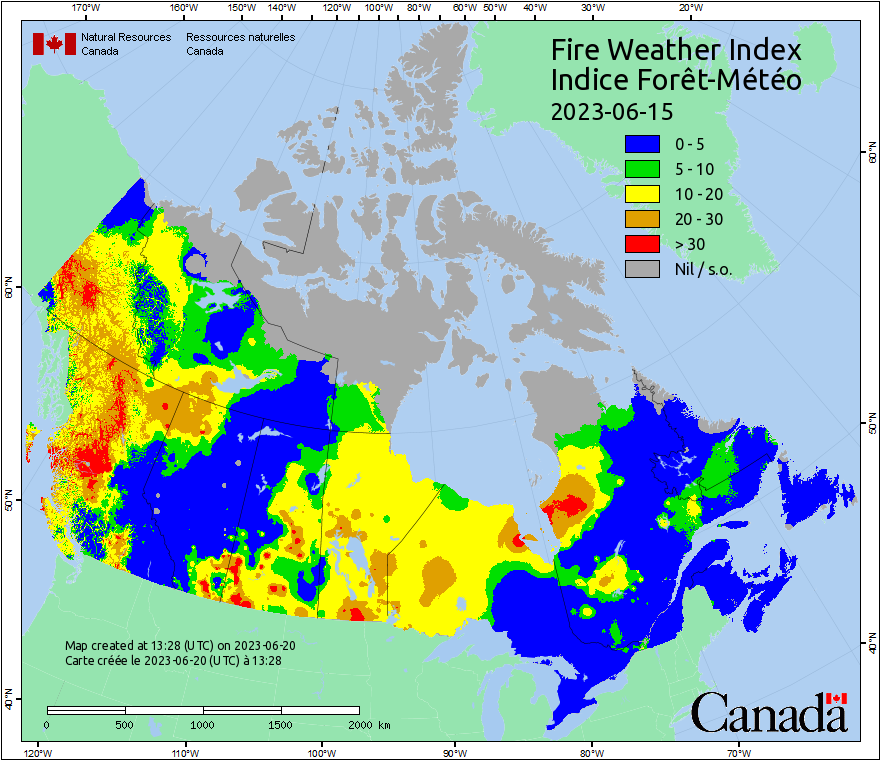 170°W 160°W 150°W 140°W 120°W 100°W 80°W 60°W 50°W 40°W 30°W 20°W
Natural Resources Ressources naturelles
Canada Canada
Fire Weather Index
Indice Forêt-Météo
2023-06-15
0 - 5
5 - 10
10 - 20
20 - 30
> 30
Nil / s.o.
60°N
60°N
50°N
50°N
40°N
40°N
Map created at 13:28 (UTC) on 2023-06-20
Carte créée le 2023-06-20 (UTC) à 13:28
0 500 1000 1500 2000 km
Canada
120°W 110°W 100°W 90°W 80°W 70°W